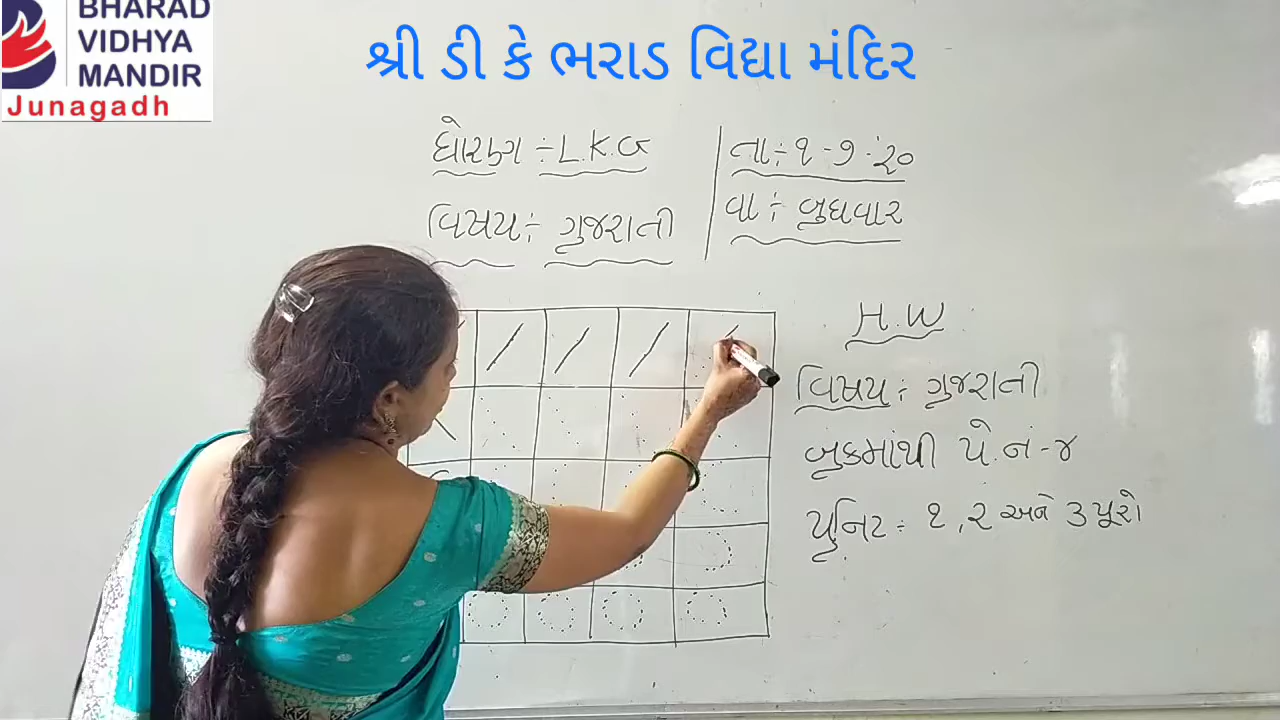 BHARAD
VIDHYA
MANDIR
Junagadh
શ્રી ડી કે ભરાડ વિદ્યા મંદિર
ધોરણ ÷ L.K.G
તા ÷ ૧ - ૭ - ૨૦
વિષય ÷ ગુજરાતી
વા ÷ બુધવાર
H.W
વિષય ÷ ગુજરાતી
બુકમાંથી પે.નં - ૪
યુનિટ ÷ ૧,૨ અને ૩ પૂરો